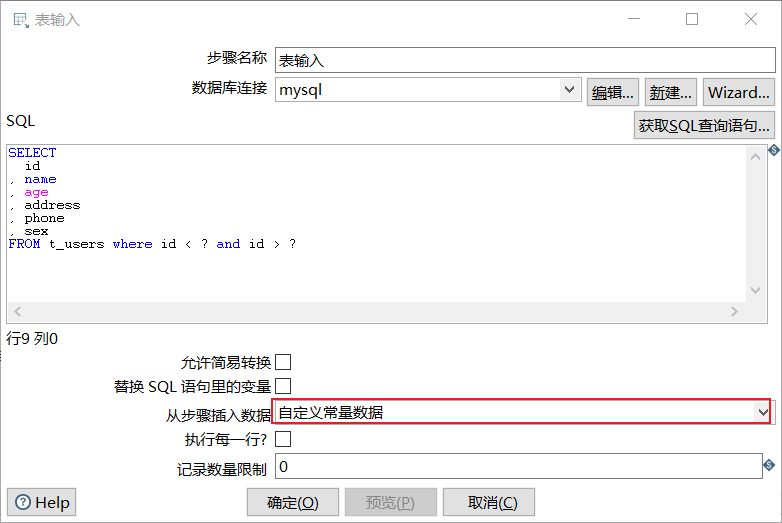 表输入
步骤名称 表输入
数据库连接 mysql 编辑... 新建... Wizard...
SQL 获取SQL查询语句...
SELECT
id
, name
, age
, address
, phone
, sex
FROM t_users where id < ? and id > ?
行9 列0
允许简易转换
替换 SQL 语句里的变量
从步骤插入数据 自定义常量数据
执行每一行?
记录数量限制 0
Help 确定(O) 预览(P) 取消(C)